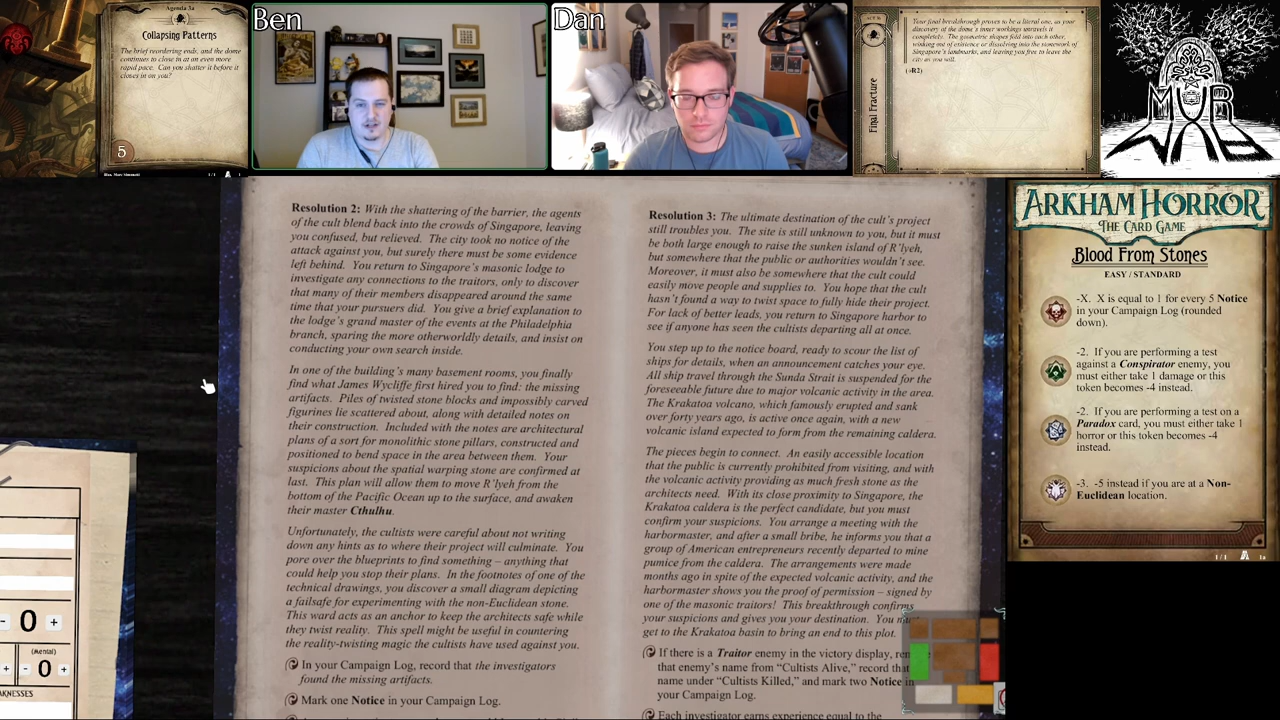 Agenda 3a
Collapsing Patterns
The brief reordering ends, and the dome
continues to close in at an even more
rapid pace. Can you shatter it before it
closes in on you?
5
Ben
Dan
Your final breakthrough proves to be a literal one, as your
discovery of the dome's inner workings unravels it
completely. The geometric shapes fold into each other,
winking out of existence or dissolving into the stonework of
Singapore's landmarks, and leaving you free to leave the
city as you will.
(→R2)
Final Fracture
Resolution 2: With the shattering of the barrier, the agents
of the cult blend back into the crowds of Singapore, leaving
you confused, but relieved. The city took no notice of the
attack against you, but surely there must be some evidence
left behind. You return to Singapore's masonic lodge to
investigate any connections to the traitors, only to discover
that many of their members disappeared around the same
time that your pursuers did. You give a brief explanation to
the lodge's grand master of the events at the Philadelphia
branch, sparing the more otherworldly details, and insist on
conducting your own search inside.
In one of the building's many basement rooms, you finally
find what James Wycliffe first hired you to find: the missing
artifacts. Piles of twisted stone blocks and impossibly carved
figurines lie scattered about, along with detailed notes on
their construction. Included with the notes are architectural
plans of a sort for monolithic stone pillars, constructed and
positioned to bend space in the area between them. Your
suspicions about the spatial warping stone are confirmed at
last. This plan will allow them to move R'lyeh from the
bottom of the Pacific Ocean up to the surface, and awaken
their master Cthulhu.
Unfortunately, the cultists were careful about not writing
down any hints as to where their project will culminate. You
pore over the blueprints to find something – anything that
could help you stop their plans. In the footnotes of one of the
technical drawings, you discover a small diagram depicting
a failsafe for experimenting with the non-Euclidean stone.
This ward acts as an anchor to keep the architects safe while
they twist reality. This spell might be useful in countering
the reality-twisting magic the cultists have used against you.
In your Campaign Log, record that the investigators
found the missing artifacts.
Mark one Notice in your Campaign Log.
Resolution 3: The ultimate destination of the cult's project
still troubles you. The site is still unknown to you, but it must
be both large enough to raise the sunken island of R'lyeh,
but somewhere that the public or authorities wouldn't see.
Moreover, it must also be somewhere that the cult could
easily move people and supplies to. You hope that the cult
hasn't found a way to twist space to fully hide their project.
For lack of better leads, you return to Singapore harbor to
see if anyone has seen the cultists departing all at once.
You step up to the notice board, ready to scour the list of
ships for details, when an announcement catches your eye.
All ship travel through the Sunda Strait is suspended for the
foreseeable future due to major volcanic activity in the area.
The Krakatoa volcano, which famously erupted and sank
over forty years ago, is active once again, with a new
volcanic island expected to form from the remaining caldera.
The pieces begin to connect. An easily accessible location
that the public is currently prohibited from visiting, and with
the volcanic activity providing as much fresh stone as the
architects need. With its close proximity to Singapore, the
Krakatoa caldera is the perfect candidate, but you must
confirm your suspicions. You arrange a meeting with the
harbormaster, and after a small bribe, he informs you that a
group of American entrepreneurs recently departed to mine
pumice from the caldera. The arrangements were made
months ago in spite of the expected volcanic activity, and the
harbormaster shows you the proof of permission – signed by
one of the masonic traitors! This breakthrough confirms
your suspicions and gives you your destination. You
get to the Krakatoa basin to bring an end to this plot.
If there is a Traitor enemy in the victory display,
that enemy's name from "Cultists Alive," record that
name under "Cultists Killed," and mark two Notice in
your Campaign Log.
Each investigator earns experience equal to the
ARKHAM HORROR
THE CARD GAME
Blood From Stones
EASY / STANDARD
-X. X is equal to 1 for every 5 Notice
in your Campaign Log (rounded
down).
-2. If you are performing a test
against a Conspirator enemy, you
must either take 1 damage or this
token becomes -4 instead.
-2. If you are performing a test on a
Paradox card, you must either take 1
horror or this token becomes -4
instead.
-3. -5 instead if you are at a Non-
Euclidean location.
1/1
- 0 +
(Mental)
+ - 0 +